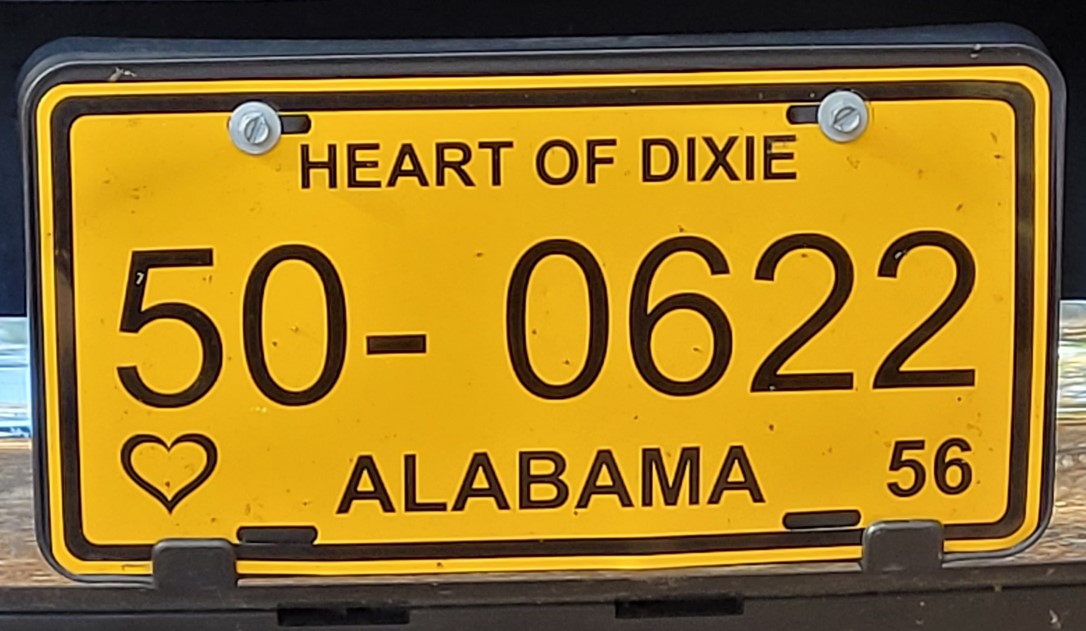 HEART OF DIXIE
50- 0622
ALABAMA 56